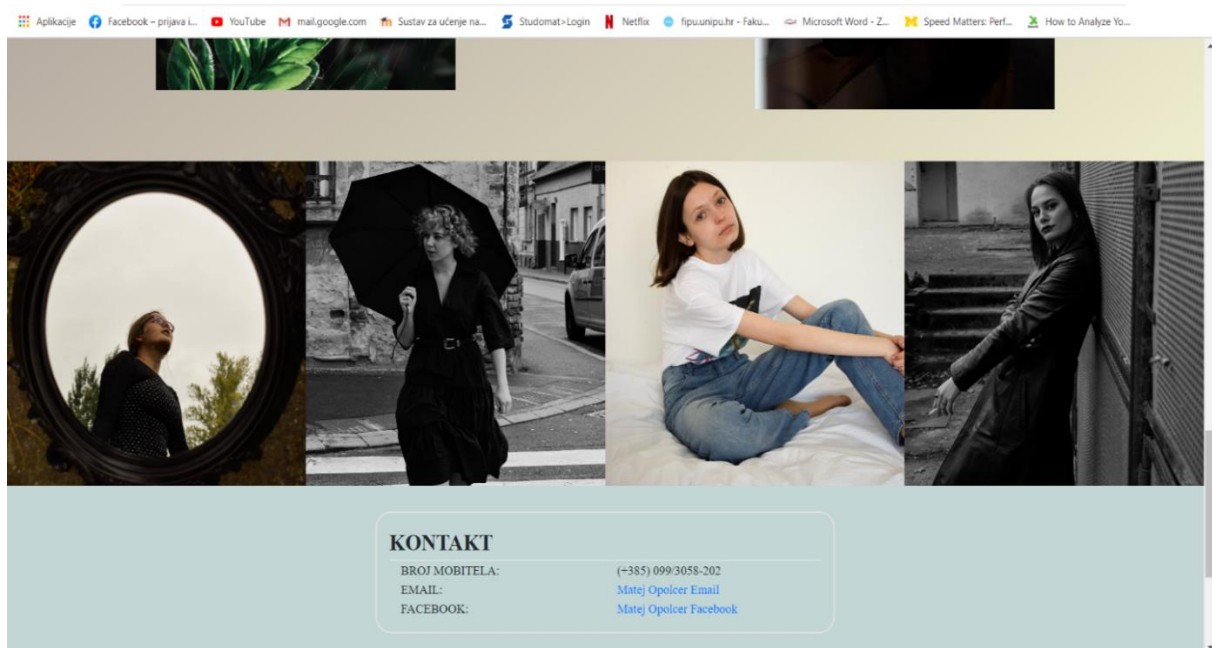 Aplikacije Facebook – prijava i... YouTube mail.google.com Sustav za učenje na... Studomat>Login Netflix fipu.unipu.hr - Faku... Microsoft Word - Z... Speed Matters: Perf... How to Analyze Yo...
KONTAKT
BROJ MOBITELA: (+385) 099/3058-202
EMAIL: Matej Opolcer Email
FACEBOOK: Matej Opolcer Facebook